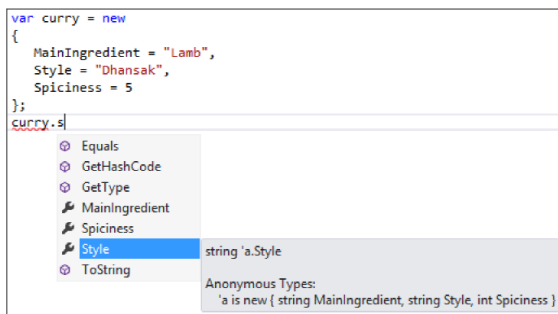 var curry = new
{
MainIngredient = "Lamb",
Style = "Dhansak",
Spiciness = 5
};
curry.s
Equals
GetHashCode
GetType
MainIngredient
Spiciness
Style
ToString
string 'a.Style
Anonymous Types:
'a is new { string MainIngredient, string Style, int Spiciness }